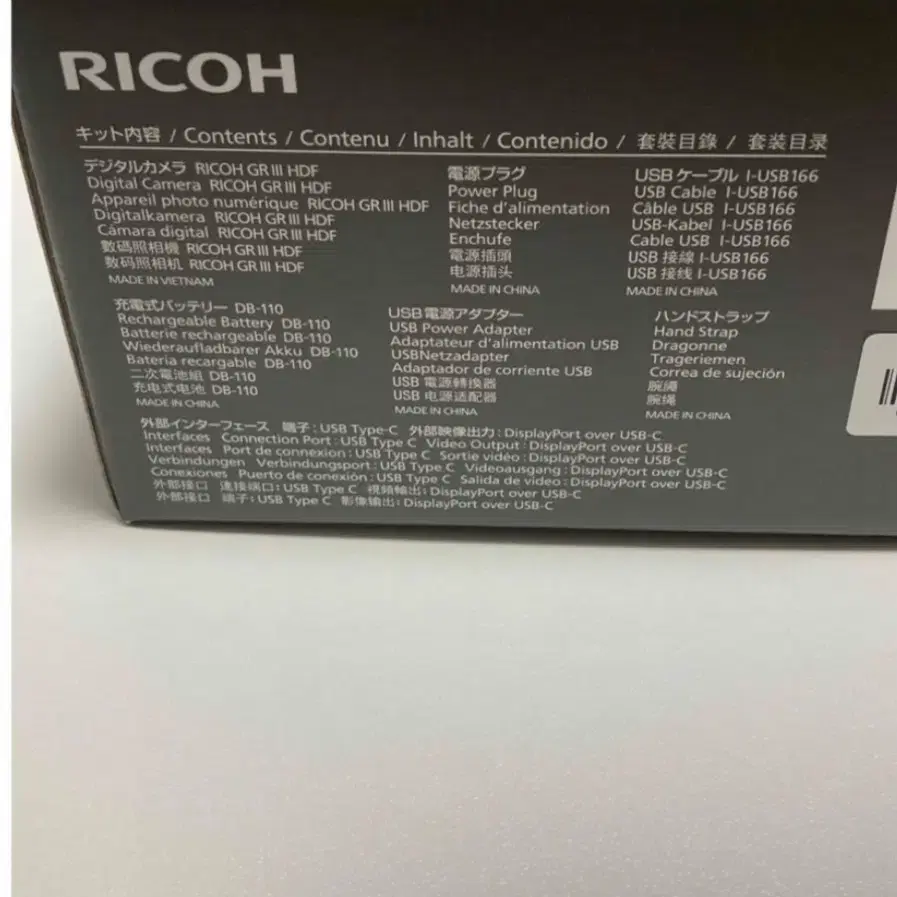 RICOH
キット内容 / Contents / Contenu / Inhalt / Contenido / 套裝目錄 / 套装目录
デジタルカメラ RICOH GR III HDF
Digital Camera RICOH GR III HDF
Appareil photo numérique RICOH GR III HDF
Digitalkamera RICOH GR III HDF
Cámara digital RICOH GR III HDF
數碼照相機 RICOH GR III HDF
数码照相机 RICOH GR III HDF
MADE IN VIETNAM
電源プラグ
Power Plug
Fiche d'alimentation
Netzstecker
Enchufe
電源插頭
电源插头
MADE IN CHINA
USBケーブル I-USB166
USB Cable I-USB166
Câble USB I-USB166
USB-Kabel I-USB166
Cable USB I-USB166
USB 接線 I-USB166
USB 接线 I-USB166
MADE IN CHINA
充電式バッテリー DB-110
Rechargeable Battery DB-110
Batterie rechargeable DB-110
Wiederaufladbarer Akku DB-110
Bateria recargable DB-110
二次電池組 DB-110
充电式电池 DB-110
MADE IN CHINA
USB電源アダプター
USB Power Adapter
Adaptateur d'alimentation USB
USBNetzadapter
Adaptador de corriente USB
USB 電源轉換器
USB 电源适配器
MADE IN CHINA
ハンドストラップ
Hand Strap
Dragonne
Trageriemen
Correa de sujeción
腕繩
腕绳
MADE IN CHINA
外部インターフェース 端子 : USB Type-C 外部映像出力 : DisplayPort over USB-C
Interfaces Connection Port : USB Type C Video Output : DisplayPort over USB-C
Interfaces Port de connexion : USB Type C Sortie vidéo : DisplayPort over USB-C
Verbindungen Verbindungsport : USB Type C Videoausgang : DisplayPort over USB-C
Conexiones Puerto de conexión : USB Type C Salida de video : DisplayPort over USB-C
外部接口 連接端口 : USB Type C 視頻輸出 : DisplayPort over USB-C
外部接口 端子 : USB Type C 影像输出 : DisplayPort over USB-C